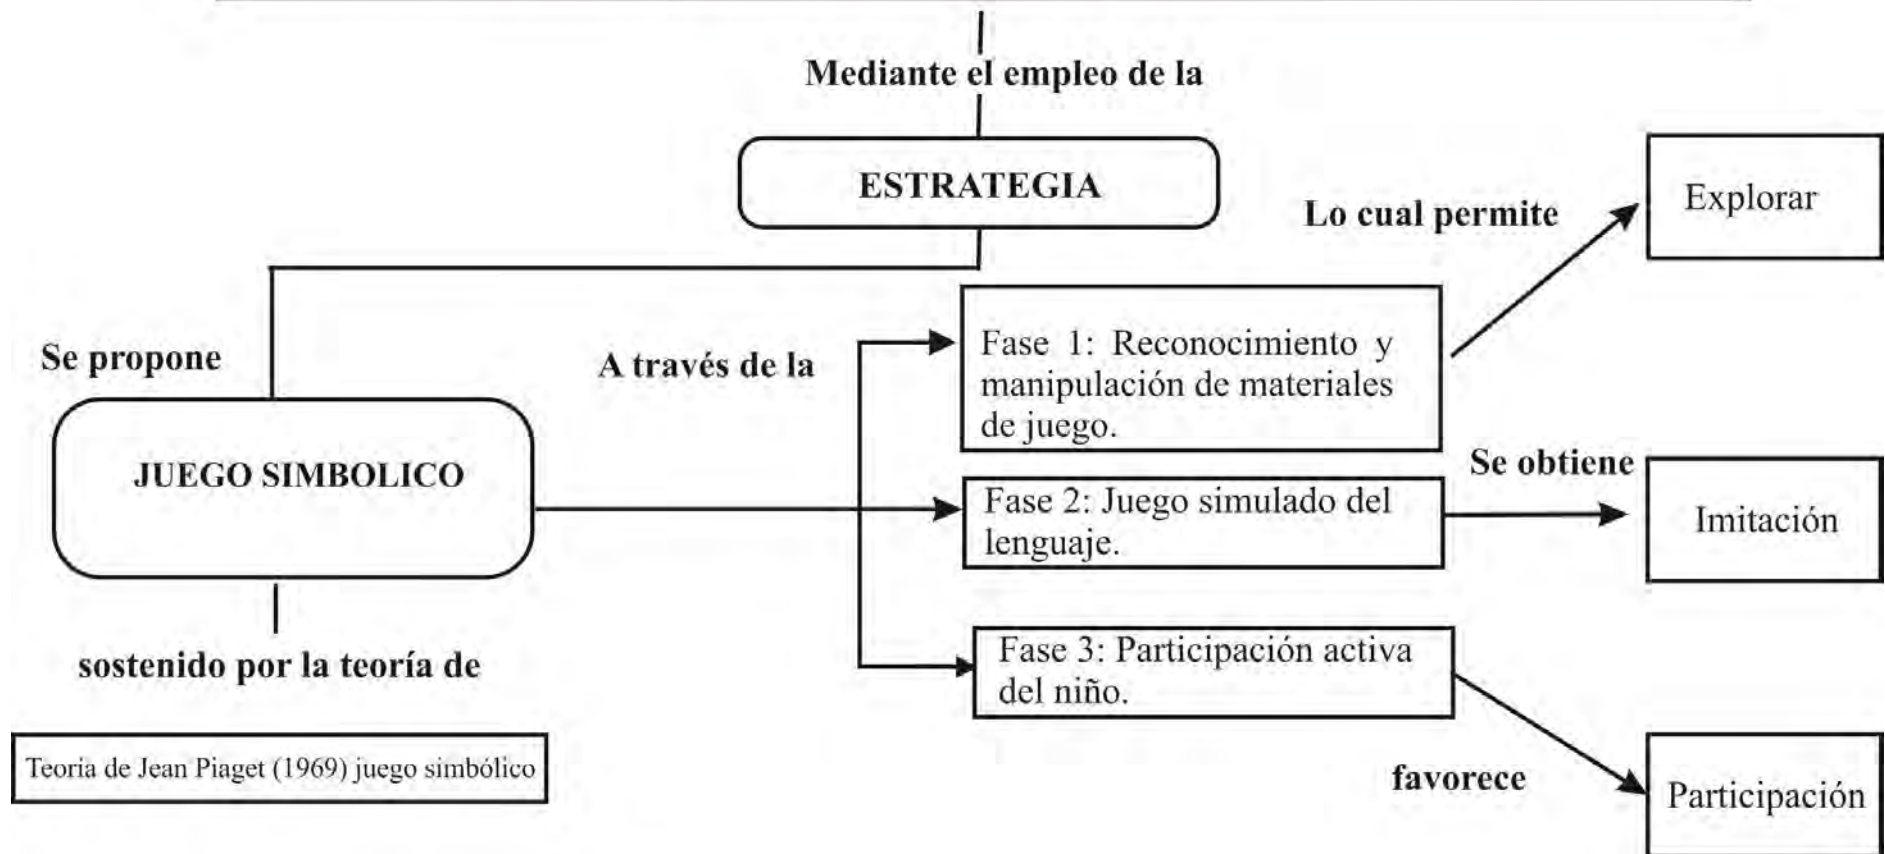 Mediante el empleo de la
ESTRATEGIA
Lo cual permite
Explorar
Se propone
A través de la
Fase 1: Reconocimiento y
manipulación de materiales
de juego.
JUEGO SIMBOLICO
Se obtiene
Fase 2: Juego simulado del
lenguaje.
Imitación
sostenido por la teoría de
Fase 3: Participación activa
del niño.
Teoria de Jean Piaget (1969) juego simbólico
favorece
Participación